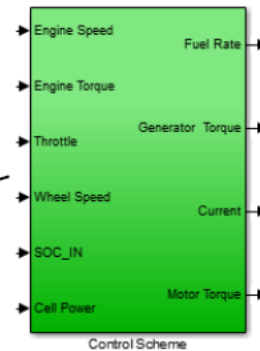 Engine Speed
Fuel Rate
Engine Torque
Generator Torque
Throttle
Wheel Speed
Current
SOC_IN
Motor Torque
Cell Power
Control Scheme